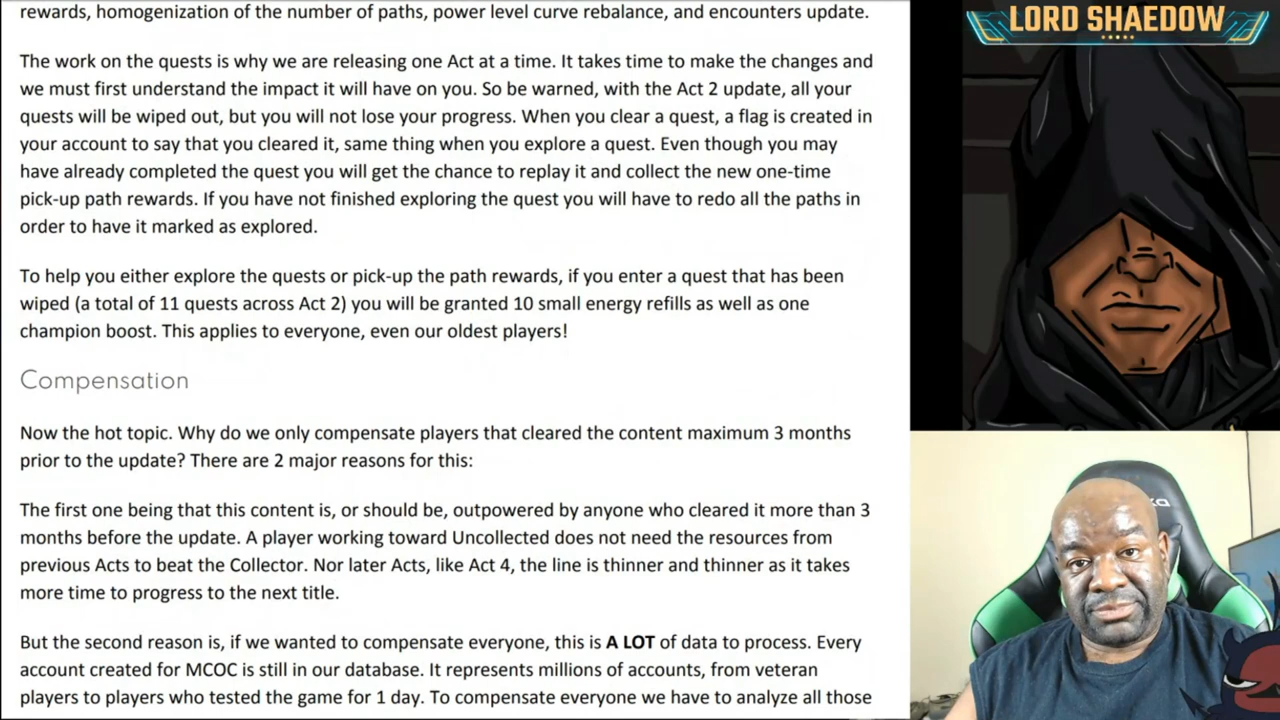 rewards, homogenization of the number of paths, power level curve rebalance, and encounters update.
The work on the quests is why we are releasing one Act at a time. It takes time to make the changes and
we must first understand the impact it will have on you. So be warned, with the Act 2 update, all your
quests will be wiped out, but you will not lose your progress. When you clear a quest, a flag is created in
your account to say that you cleared it, same thing when you explore a quest. Even though you may
have already completed the quest you will get the chance to replay it and collect the new one-time
pick-up path rewards. If you have not finished exploring the quest you will have to redo all the paths in
order to have it marked as explored.
To help you either explore the quests or pick-up the path rewards, if you enter a quest that has been
wiped (a total of 11 quests across Act 2) you will be granted 10 small energy refills as well as one
champion boost. This applies to everyone, even our oldest players!
Compensation
Now the hot topic. Why do we only compensate players that cleared the content maximum 3 months
prior to the update? There are 2 major reasons for this:
The first one being that this content is, or should be, outpowered by anyone who cleared it more than 3
months before the update. A player working toward Uncollected does not need the resources from
previous Acts to beat the Collector. Nor later Acts, like Act 4, the line is thinner and thinner as it takes
more time to progress to the next title.
But the second reason is, if we wanted to compensate everyone, this is A LOT of data to process. Every
account created for MCOC is still in our database. It represents millions of accounts, from veteran
players to players who tested the game for 1 day. To compensate everyone we have to analyze all those
LORD SHAEDOW